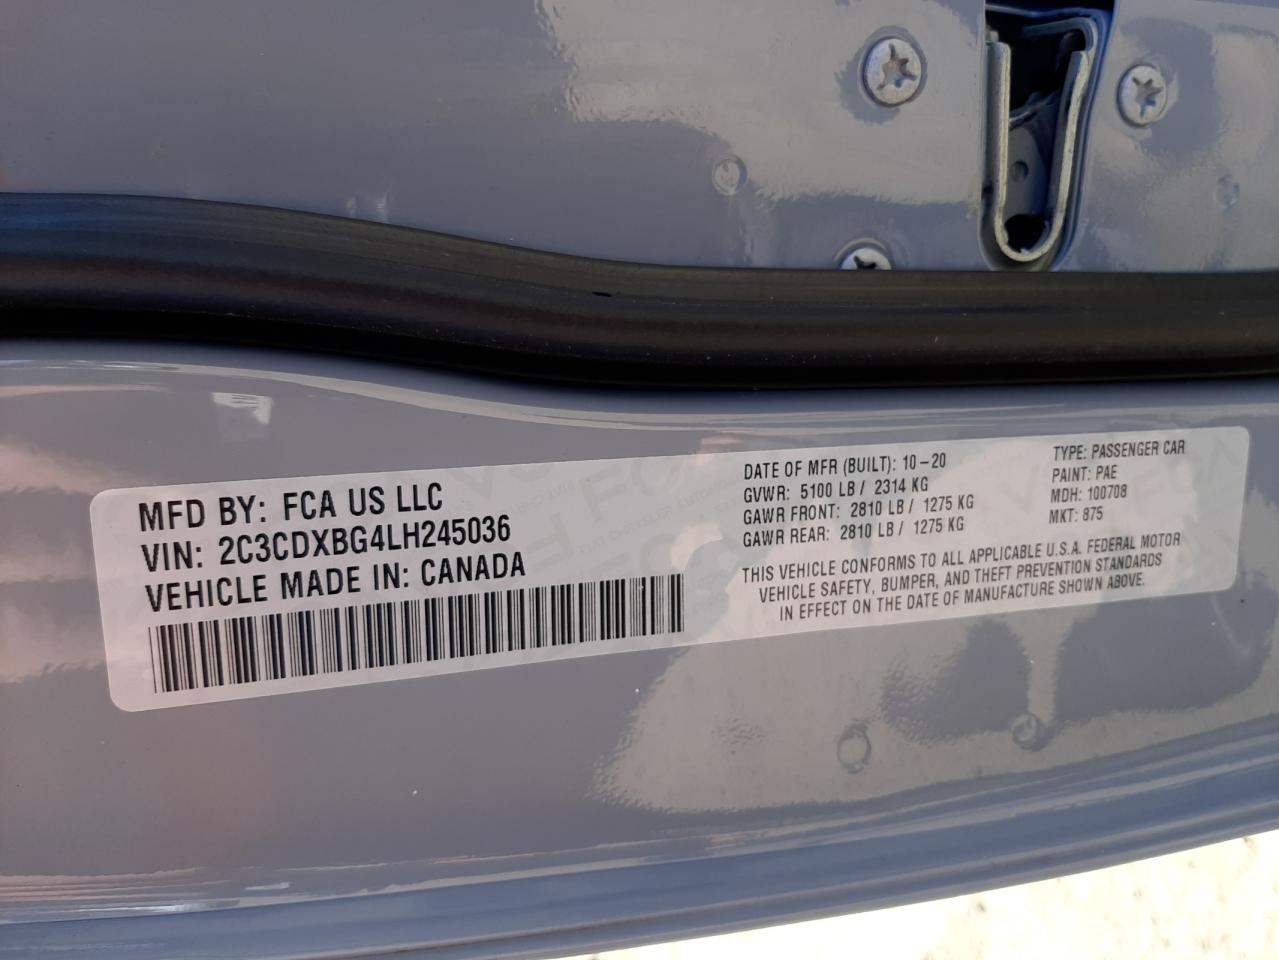 MFD BY: FCA US LLC
VIN: 2C3CDXBG4LH245036
VEHICLE MADE IN: CANADA
DATE OF MFR (BUILT): 10-20
GVWR: 5100 LB / 2314 KG
GAWR FRONT: 2810 LB / 1275 KG
GAWR REAR: 2810 LB / 1275 KG
TYPE: PASSENGER CAR
PAINT: PAE
MDH: 100708
MKT: 875
THIS VEHICLE CONFORMS TO ALL APPLICABLE U.S.A. FEDERAL MOTOR
VEHICLE SAFETY, BUMPER, AND THEFT PREVENTION STANDARDS
IN EFFECT ON THE DATE OF MANUFACTURE SHOWN ABOVE.